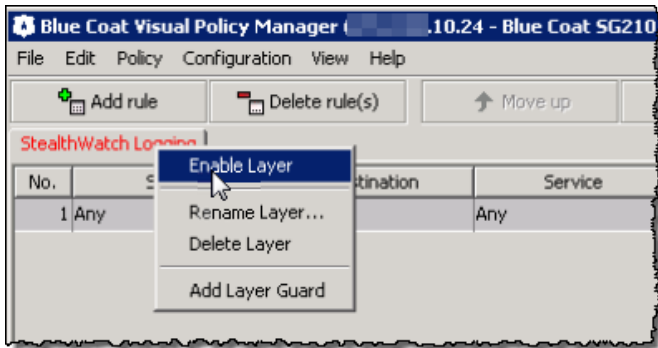 Blue Coat Visual Policy Manager ( .10.24 - Blue Coat SG210
File Edit Policy Configuration View Help
Add rule Delete rule(s) Move up
StealthWatch Logging
No. S tination Service
1 Any Any
Enable Layer
Rename Layer...
Delete Layer
Add Layer Guard